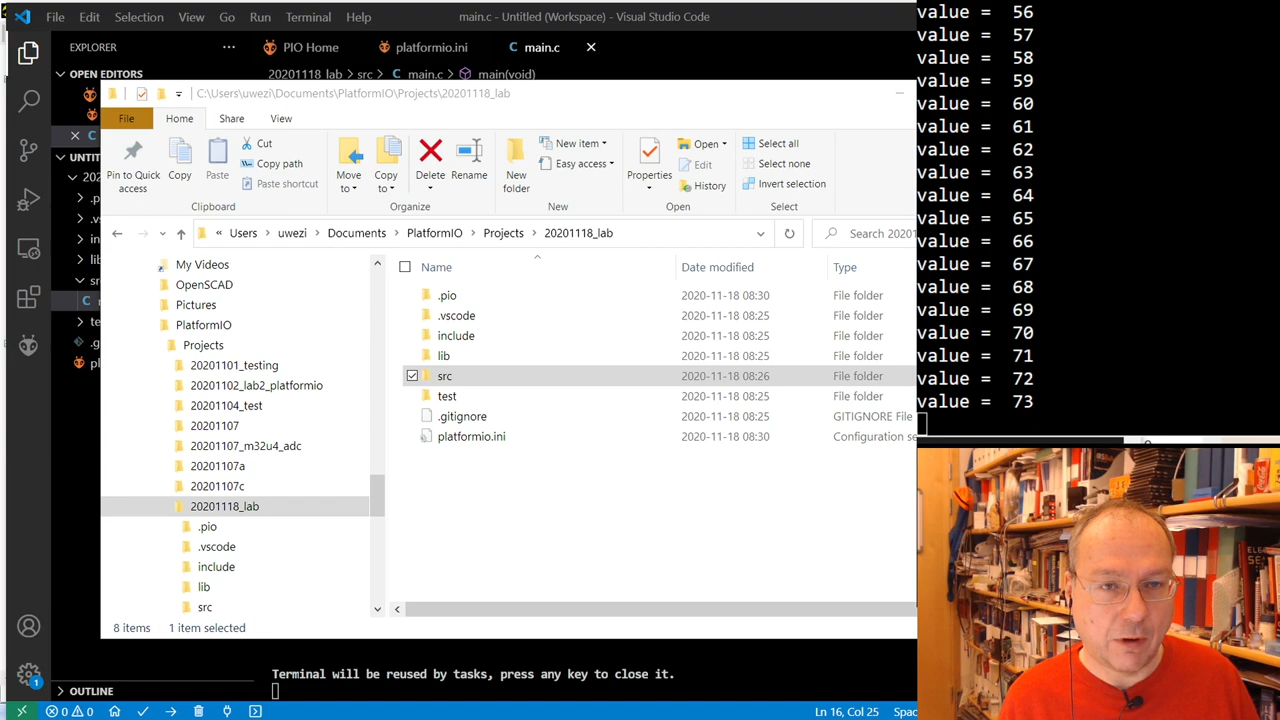 File Edit Selection View Go Run Terminal Help
main.c - Untitled (Workspace) - Visual Studio Code
EXPLORER
PIO Home platformio.ini main.c
OPEN EDITORS
20201118_lab src main.c main(void)
C:\Users\uwezi\Documents\PlatformIO\Projects\20201118_lab
File Home Share View
Pin to Quick access
Copy
Paste
Cut
Copy path
Paste shortcut
Clipboard
Move to
Copy to
Delete
Rename
Organize
New folder
New item
Easy access
New
Properties
Open
Edit
History
Open
Select all
Select none
Invert selection
Select
« Users uwezi Documents PlatformIO Projects 20201118_lab
Search 2020
My Videos
OpenSCAD
Pictures
PlatformIO
Projects
20201101_testing
20201102_lab2_platformio
20201104_test
20201107
20201107_m32u4_adc
20201107a
20201107c
20201118_lab
.pio
.vscode
include
lib
src
Name Date modified Type
.pio 2020-11-18 08:30 File folder
.vscode 2020-11-18 08:25 File folder
include 2020-11-18 08:25 File folder
lib 2020-11-18 08:25 File folder
src 2020-11-18 08:26 File folder
test 2020-11-18 08:25 File folder
.gitignore 2020-11-18 08:25 GITIGNORE File
platformio.ini 2020-11-18 08:30 Configuration se
8 items 1 item selected
Terminal will be reused by tasks, press any key to close it.
OUTLINE
0 0
Ln 16, Col 25 Spac
1
value = 56
value = 57
value = 58
value = 59
value = 60
value = 61
value = 62
value = 63
value = 64
value = 65
value = 66
value = 67
value = 68
value = 69
value = 70
value = 71
value = 72
value = 73